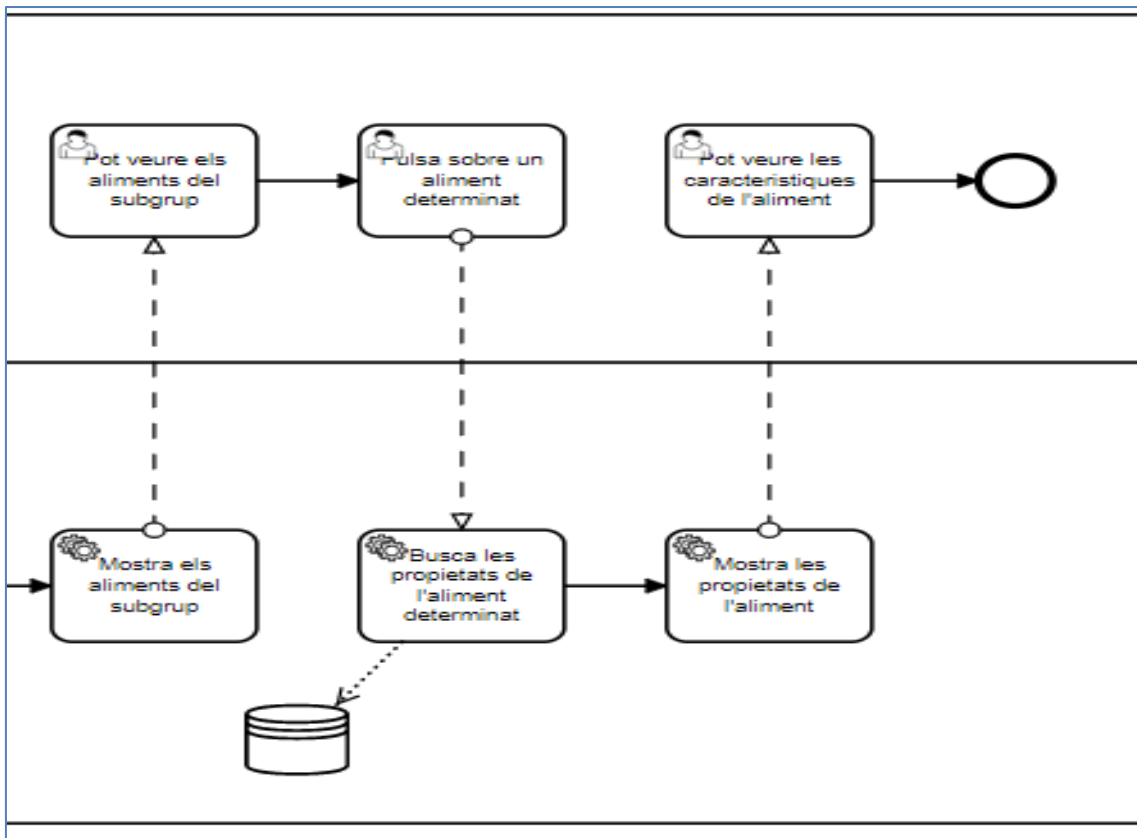 Pot veure els
aliments del
subgrup
Pulsa sobre un
aliment
determinat
Pot veure les
caracteristiques
de l'aliment
Mostra els
aliments del
subgrup
Busca les
propietats de
l'aliment
determinat
Mostra les
propietats de
l'aliment